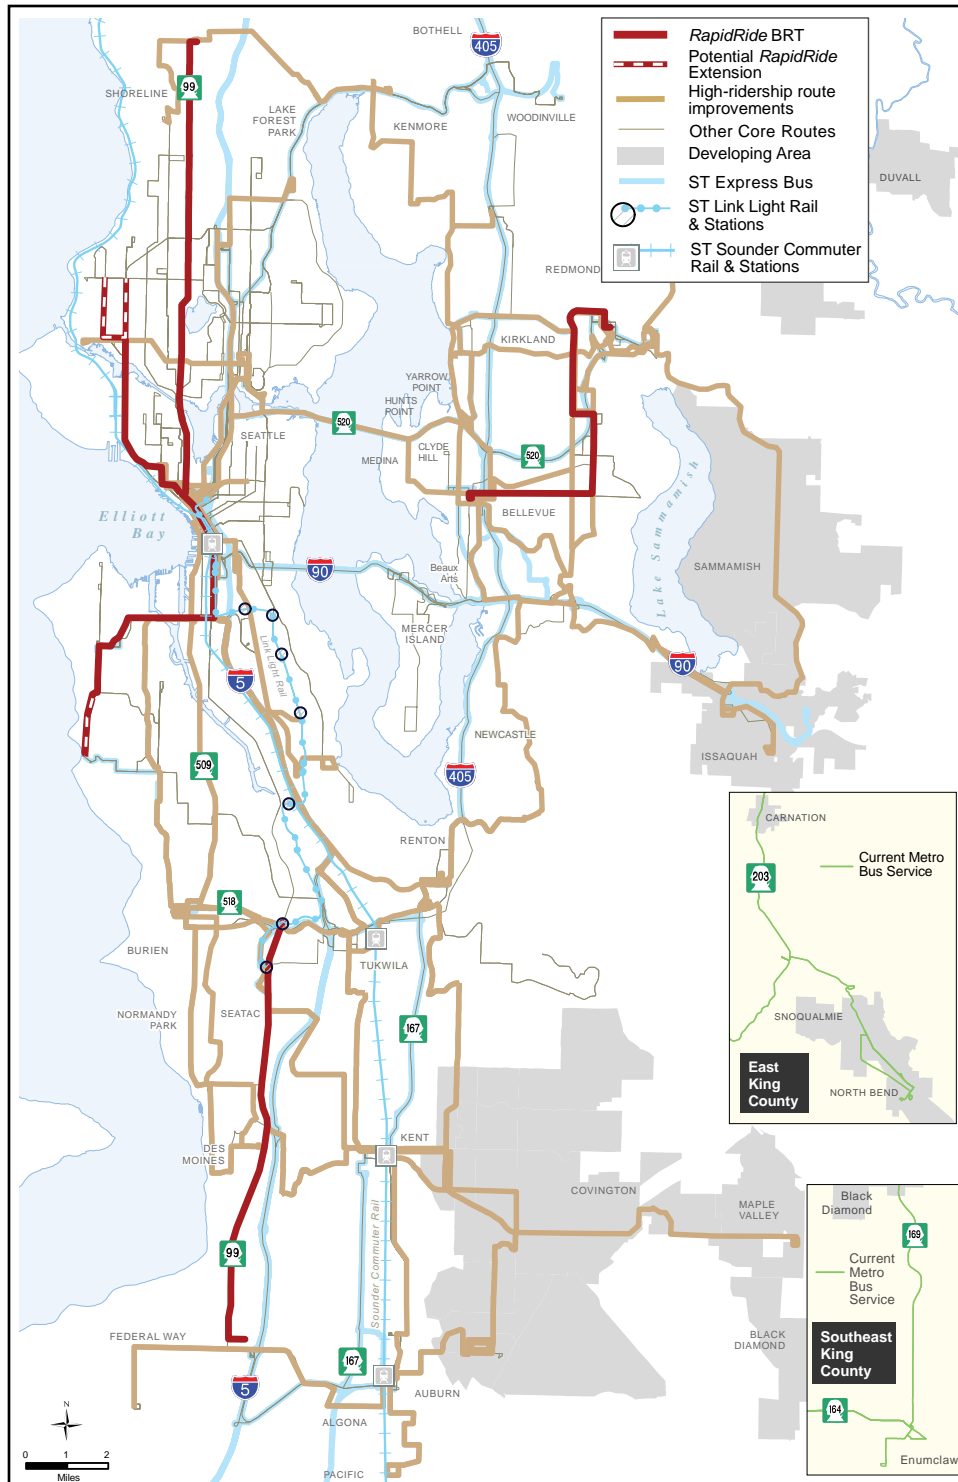 BOTHELL
405
RapidRide BRT
Potential RapidRide
Extension
High-ridership route
improvements
Other Core Routes
Developing Area
ST Express Bus
ST Link Light Rail
& Stations
ST Sounder Commuter
Rail & Stations
99
SHORELINE
LAKE
FOREST
PARK
KENMORE
WOODINVILLE
DUVALL
REDMOND
KIRKLAND
YARROW
POINT
HUNTS
POINT
520
SEATTLE
CLYDE
HILL
MEDINA
520
BELLEVUE
Elliott
Bay
Lake Sammamish
SAMMAMISH
90
Beaux
Arts
MERCER
ISLAND
Link Light Rail
5
90
NEWCASTLE
ISSAQUAH
509
405
RENTON
CARNATION
203
Current Metro
Bus Service
518
BURIEN
TUKWILA
NORMANDY
PARK
SEATAC
167
SNOQUALMIE
East
King
County
NORTH BEND
KENT
DES
MOINES
COVINGTON
MAPLE
VALLEY
Black
Diamond
169
99
Sounder Commuter Rail
Current
Metro
Bus
Service
FEDERAL WAY
BLACK
DIAMOND
Southeast
King
County
167
5
AUBURN
ALGONA
164
N
0 1 2
Miles
PACIFIC
Enumclaw